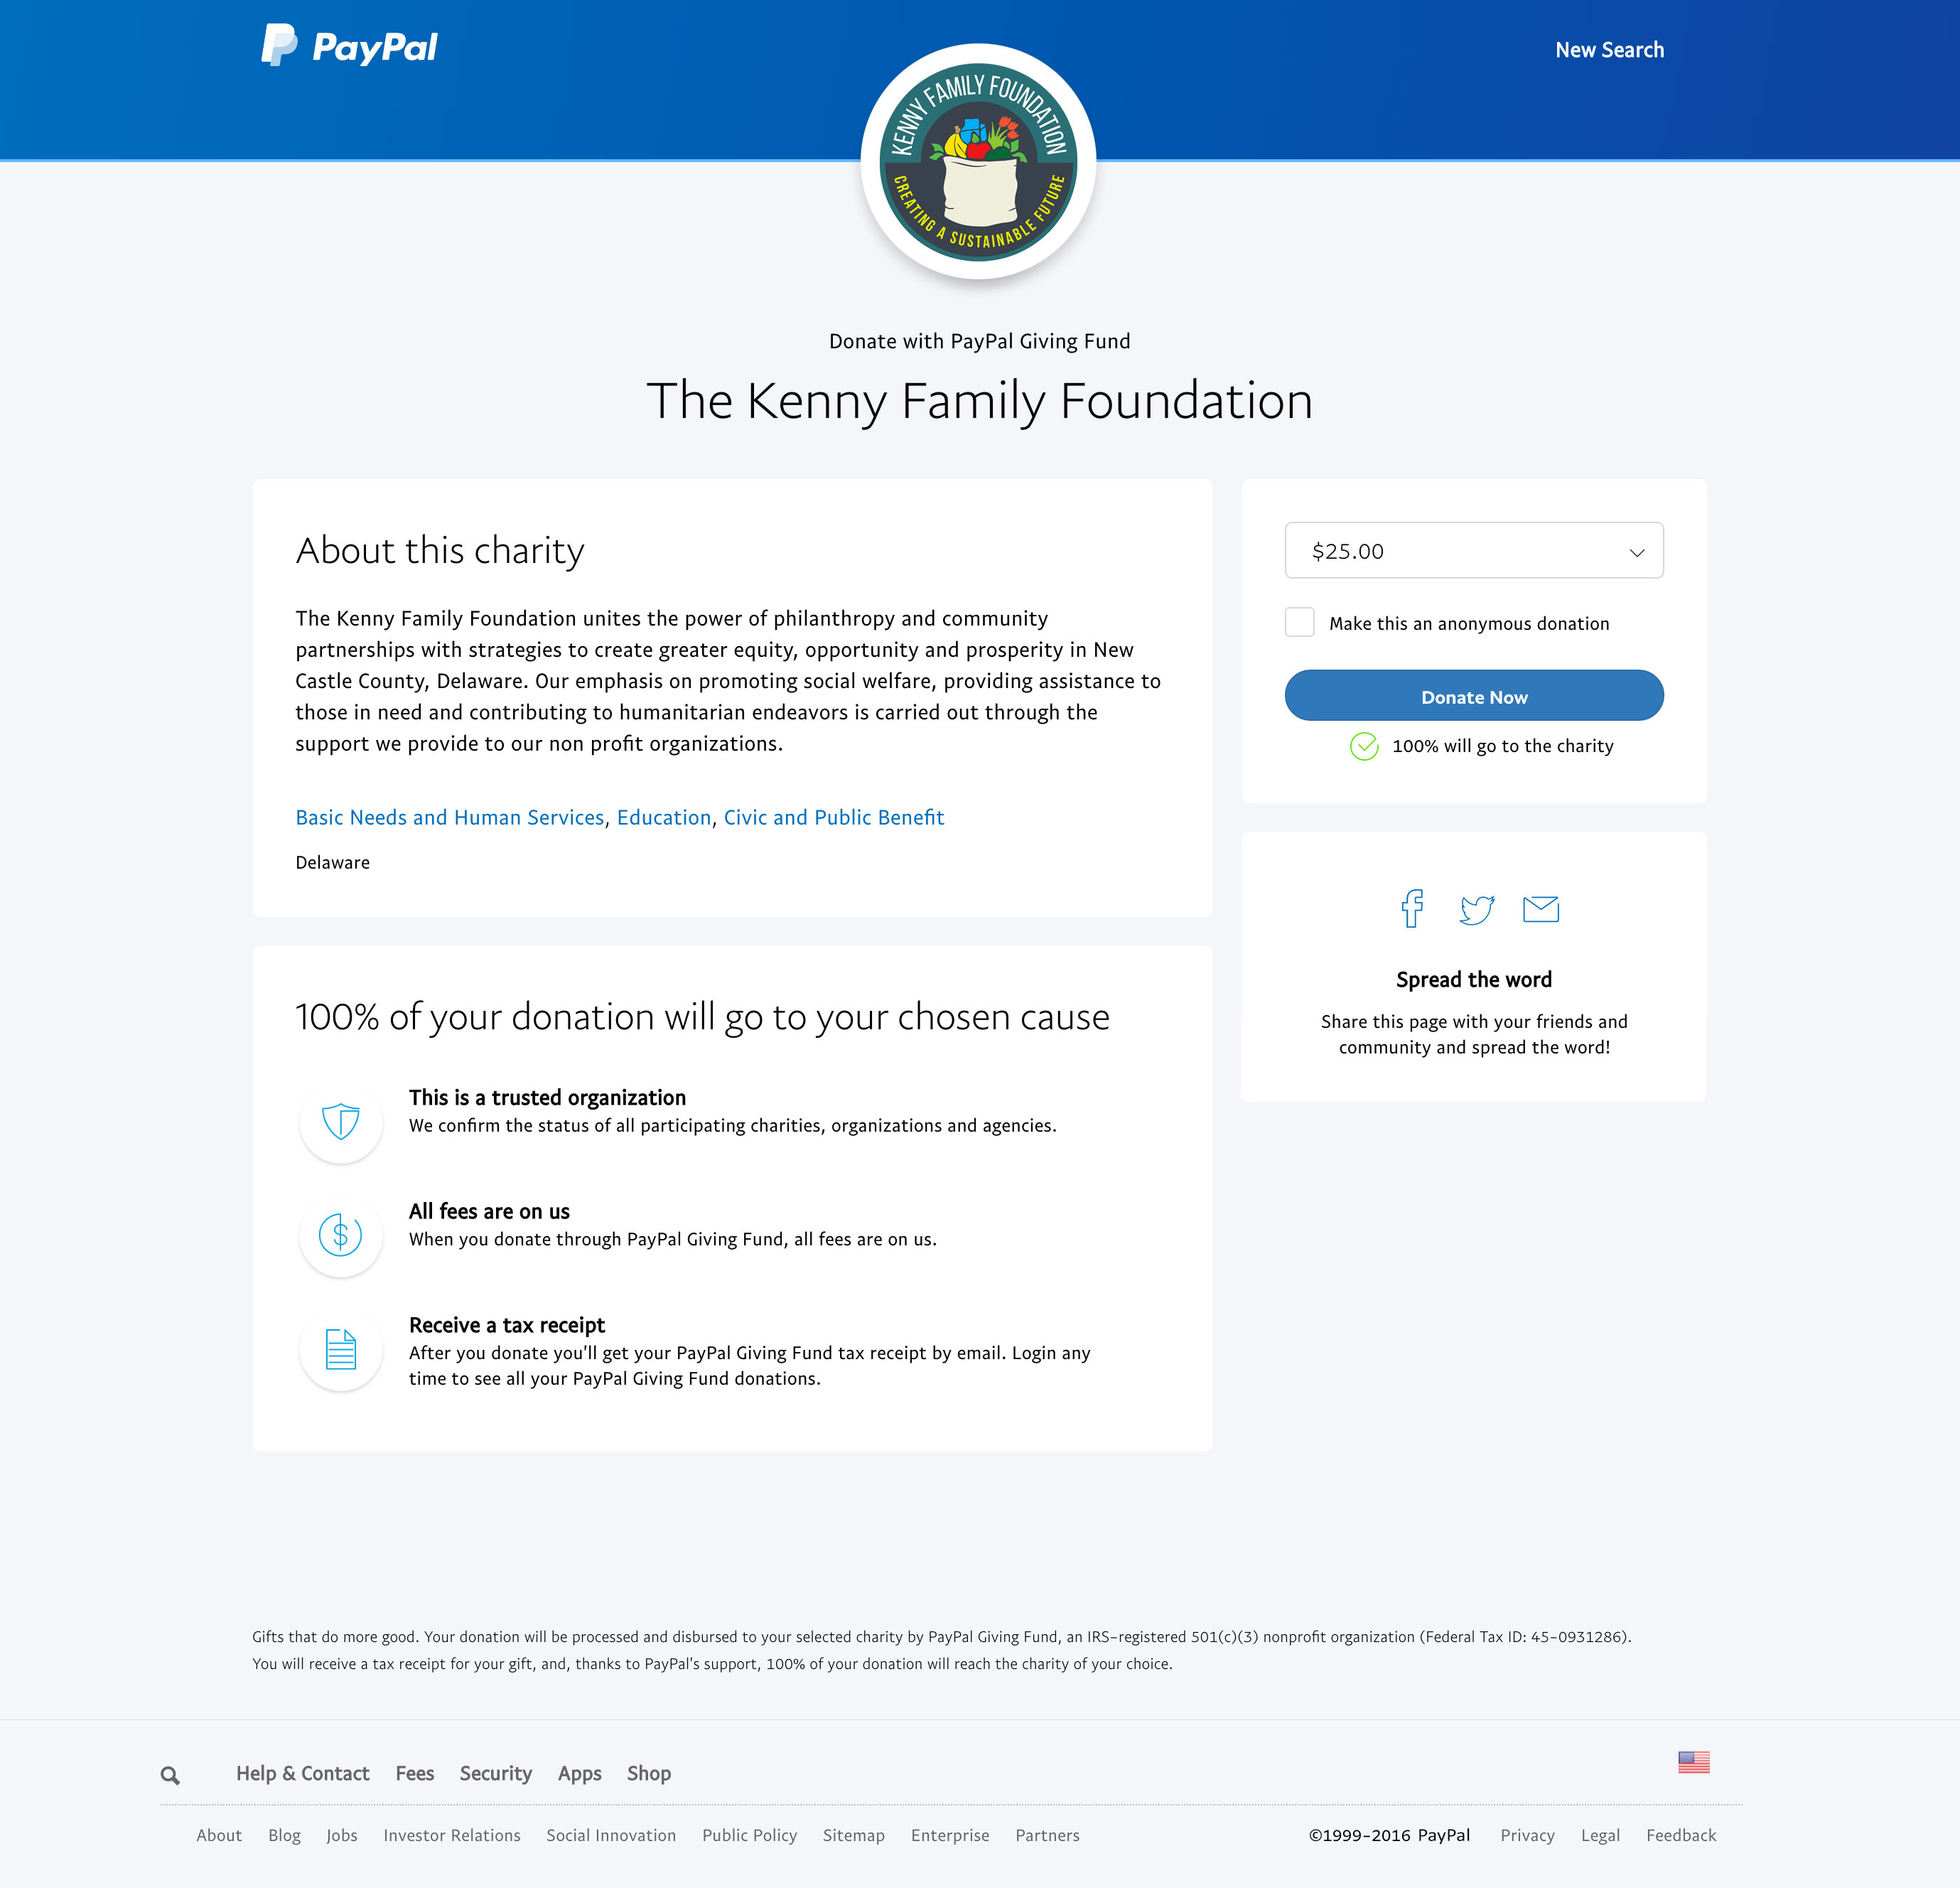 PayPal
New Search
KENNY FAMILY FOUNDATION
CREATING A SUSTAINABLE FUTURE
Donate with PayPal Giving Fund
The Kenny Family Foundation
About this charity
The Kenny Family Foundation unites the power of philanthropy and community
partnerships with strategies to create greater equity, opportunity and prosperity in New
Castle County, Delaware. Our emphasis on promoting social welfare, providing assistance to
those in need and contributing to humanitarian endeavors is carried out through the
support we provide to our non profit organizations.
Basic Needs and Human Services, Education, Civic and Public Benefit
Delaware
$25.00
Make this an anonymous donation
Donate Now
100% will go to the charity
Spread the word
Share this page with your friends and
community and spread the word!
100% of your donation will go to your chosen cause
This is a trusted organization
We confirm the status of all participating charities, organizations and agencies.
All fees are on us
When you donate through PayPal Giving Fund, all fees are on us.
Receive a tax receipt
After you donate you'll get your PayPal Giving Fund tax receipt by email. Login any
time to see all your PayPal Giving Fund donations.
Gifts that do more good. Your donation will be processed and disbursed to your selected charity by PayPal Giving Fund, an IRS-registered 501(c)(3) nonprofit organization (Federal Tax ID: 45-0931286).
You will receive a tax receipt for your gift, and, thanks to PayPal's support, 100% of your donation will reach the charity of your choice.
Help & Contact Fees Security Apps Shop
About Blog Jobs Investor Relations Social Innovation Public Policy Sitemap Enterprise Partners ©1999-2016 PayPal Privacy Legal Feedback